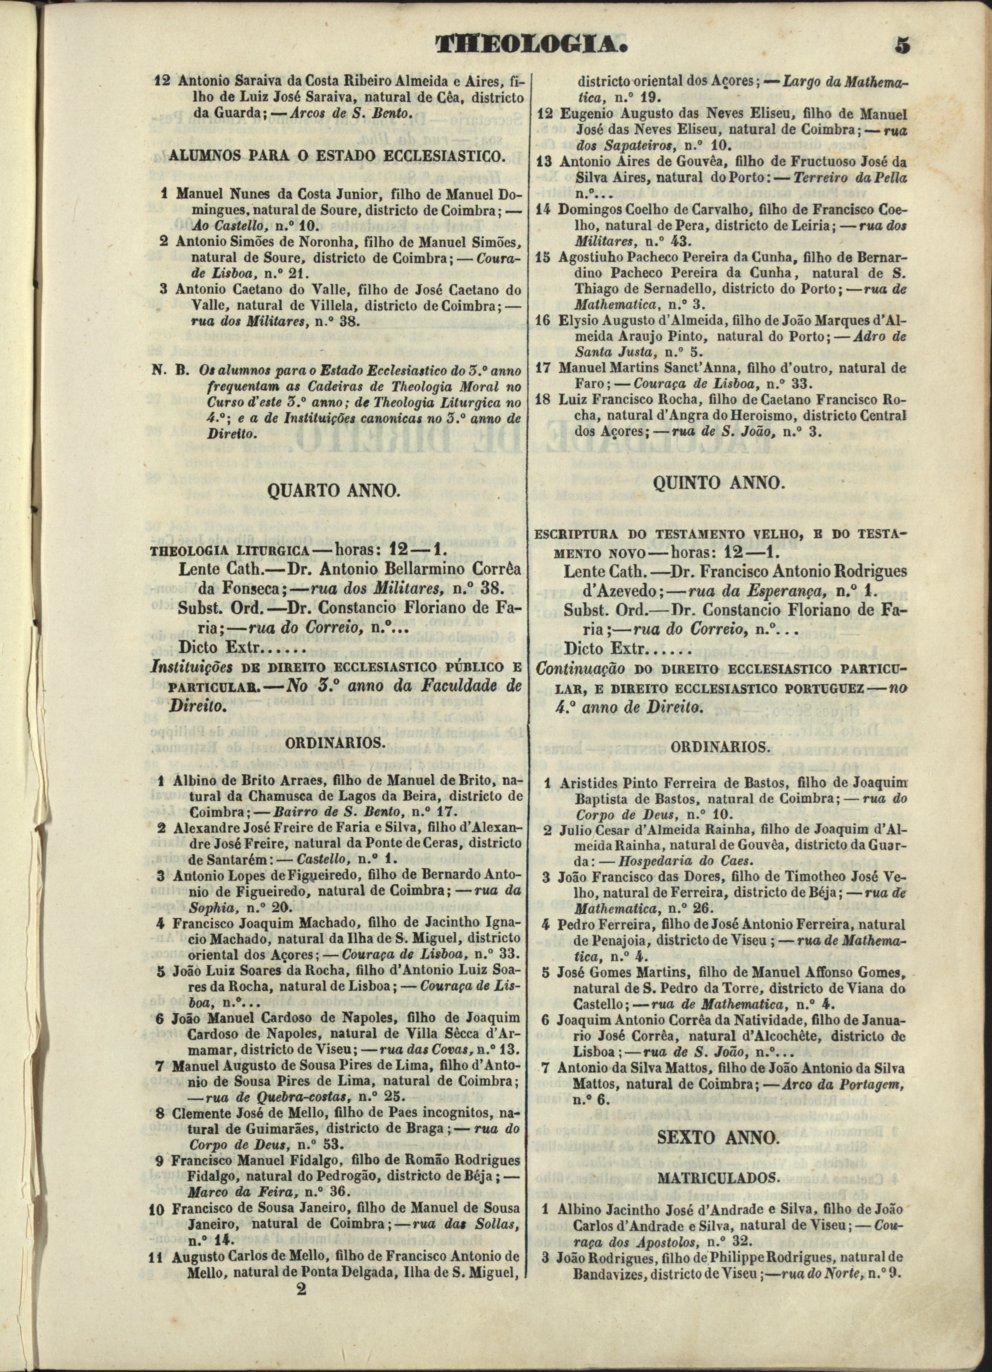 THEOLOGIA.
5
12 Antonio Saraiva da Costa Ribeiro Almeida e Aires, fi-
lho de Luiz José Saraiva, natural de Cêa, districto
da Guarda; — Arcos de S. Bento.
ALUMNOS PARA O ESTADO ECCLESIASTICO.
1 Manuel Nunes da Costa Junior, filho de Manuel Do-
mingues, natural de Soure, districto de Coimbra; —
Ao Castello, n.º 10.
2 Antonio Simões de Noronha, filho de Manuel Simões,
natural de Soure, districto de Coimbra; — Coura-
de Lisboa, n.º 21.
3 Antonio Caetano do Valle, filho de José Caetano do
Valle, natural de Villela, districto de Coimbra; —
rua dos Militares, n.º 38.
N. B. Os alumnos para o Estado Ecclesiastico do 3.º anno
frequentam as Cadeiras de Theologia Moral no
Curso d'este 3.º anno; de Theologia Liturgica no
4.º; e a de Instituições canonicas no 3.º anno de
Direito.
QUARTO ANNO.
THEOLOGIA LITURGICA — horas: 12 — 1.
Lente Cath. — Dr. Antonio Bellarmino Corrêa
da Fonseca; — rua dos Militares, n.º 38.
Subst. Ord. — Dr. Constancio Floriano de Fa-
ria; — rua do Correio, n.º...
Dicto Extr......
Instituições DE DIREITO ECCLESIASTICO PÚBLICO E
PARTICULAR. — No 3.º anno da Faculdade de
Direito.
ORDINARIOS.
1 Albino de Brito Arraes, filho de Manuel de Brito, na-
tural da Chamusca de Lagos da Beira, districto de
Coimbra; — Bairro de S. Bento, n.º 17.
2 Alexandre José Freire de Faria e Silva, filho d'Alexan-
dre José Freire, natural da Ponte de Ceras, districto
de Santarém: — Castello, n.º 1.
3 Antonio Lopes de Figueiredo, filho de Bernardo Anto-
nio de Figueiredo, natural de Coimbra; — rua da
Sophia, n.º 20.
4 Francisco Joaquim Machado, filho de Jacintho Igna-
cio Machado, natural da Ilha de S. Miguel, districto
oriental dos Açores; — Couraça de Lisboa, n.º 33.
5 João Luiz Soares da Rocha, filho d'Antonio Luiz Soa-
res da Rocha, natural de Lisboa; — Couraça de Lis-
boa, n.º...
6 João Manuel Cardoso de Napoles, filho de Joaquim
Cardoso de Napoles, natural de Villa Sêcca d'Ar-
mamar, districto de Viseu; — rua das Covas, n.º 13.
7 Manuel Augusto de Sousa Pires de Lima, filho d'Anto-
nio de Sousa Pires de Lima, natural de Coimbra;
— rua de Quebra-costas, n.º 25.
8 Clemente José de Mello, filho de Paes incognitos, na-
tural de Guimarães, districto de Braga; — rua do
Corpo de Deus, n.º 53.
9 Francisco Manuel Fidalgo, filho de Romão Rodrigues
Fidalgo, natural do Pedrogão, districto de Béja; —
Marco da Feira, n.º 36.
10 Francisco de Sousa Janeiro, filho de Manuel de Sousa
Janeiro, natural de Coimbra; — rua das Sollas,
n.º 14.
11 Augusto Carlos de Mello, filho de Francisco Antonio de
Mello, natural de Ponta Delgada, Ilha de S. Miguel,
2
districto oriental dos Açores; — Largo da Mathema-
tica, n.º 19.
12 Eugenio Augusto das Neves Eliseu, filho de Manuel
José das Neves Eliseu, natural de Coimbra; — rua
dos Sapateiros, n.º 10.
13 Antonio Aires de Gouvêa, filho de Fructuoso José da
Silva Aires, natural do Porto: — Terreiro da Pella
n.º...
14 Domingos Coelho de Carvalho, filho de Francisco Coe-
lho, natural de Pera, districto de Leiria; — rua dos
Militares, n.º 43.
15 Agostiuho Pacheco Pereira da Cunha, filho de Bernar-
dino Pacheco Pereira da Cunha, natural de S.
Thiago de Sernadello, districto do Porto; — rua de
Mathematica, n.º 3.
16 Elysio Augusto d'Almeida, filho de João Marques d'Al-
meida Araujo Pinto, natural do Porto; — Adro de
Santa Justa, n.º 5.
17 Manuel Martins Sanct'Anna, filho d'outro, natural de
Faro; — Couraça de Lisboa, n.º 33.
18 Luiz Francisco Rocha, filho de Caetano Francisco Ro-
cha, natural d'Angra do Heroismo, districto Central
dos Açores; — rua de S. João, n.º 3.
QUINTO ANNO.
ESCRIPTURA DO TESTAMENTO VELHO, E DO TESTA-
MENTO NOVO — horas: 12 — 1.
Lente Cath. — Dr. Francisco Antonio Rodrigues
d'Azevedo; — rua da Esperança, n.º 1.
Subst. Ord. — Dr. Constancio Floriano de Fa-
ria; — rua do Correio, n.º...
Dicto Extr......
Continuação DO DIREITO ECCLESIASTICO PARTICU-
LAR, E DIREITO ECCLESIASTICO PORTUGUEZ — no
4.º anno de Direito.
ORDINARIOS.
1 Aristides Pinto Ferreira de Bastos, filho de Joaquim
Baptista de Bastos, natural de Coimbra; — rua do
Corpo de Deus, n.º 10.
2 Julio Cesar d'Almeida Rainha, filho de Joaquim d'Al-
meida Rainha, natural de Gouvêa, districto da Guar-
da: — Hospedaria do Caes.
3 João Francisco das Dores, filho de Timotheo José Ve-
lho, natural de Ferreira, districto de Béja; — rua de
Mathematica, n.º 26.
4 Pedro Ferreira, filho de José Antonio Ferreira, natural
de Penajoia, districto de Viseu; — rua de Mathema-
tica, n.º 4.
5 José Gomes Martins, filho de Manuel Affonso Gomes,
natural de S. Pedro da Torre, districto de Viana do
Castello; — rua de Mathematica, n.º 4.
6 Joaquim Antonio Corrêa da Natividade, filho de Janua-
rio José Corrêa, natural d'Alcochête, districto de
Lisboa; — rua de S. João, n.º...
7 Antonio da Silva Mattos, filho de João Antonio da Silva
Mattos, natural de Coimbra; — Arco da Portagem,
n.º 6.
SEXTO ANNO.
MATRICULADOS.
1 Albino Jacintho José d'Andrade e Silva, filho de João
Carlos d'Andrade e Silva, natural de Viseu; — Cou-
raça dos Apostolos, n.º 32.
3 João Rodrigues, filho de Philippe Rodrigues, natural de
Bandavizes, districto de Viseu; — rua do Norte, n.º 9.